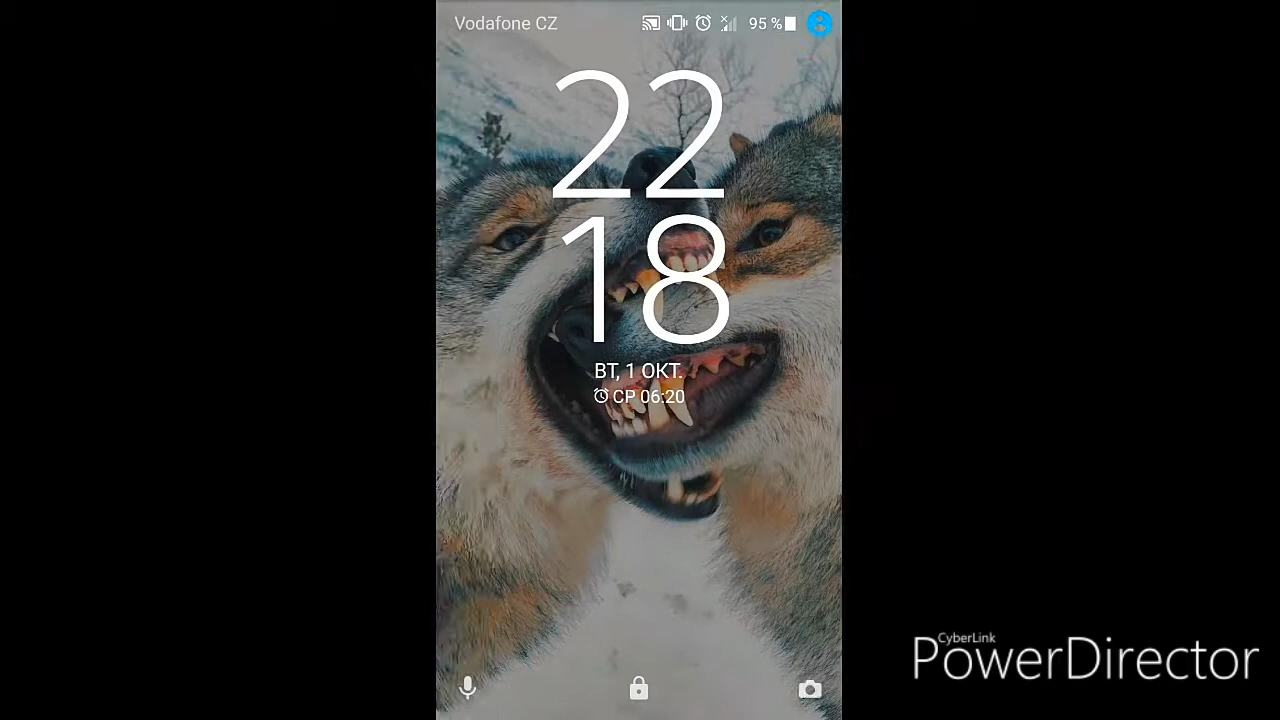 Vodafone CZ
95 %
22
18
ВТ, 1 ОКТ.
СР 06:20
CyberLink
PowerDirector